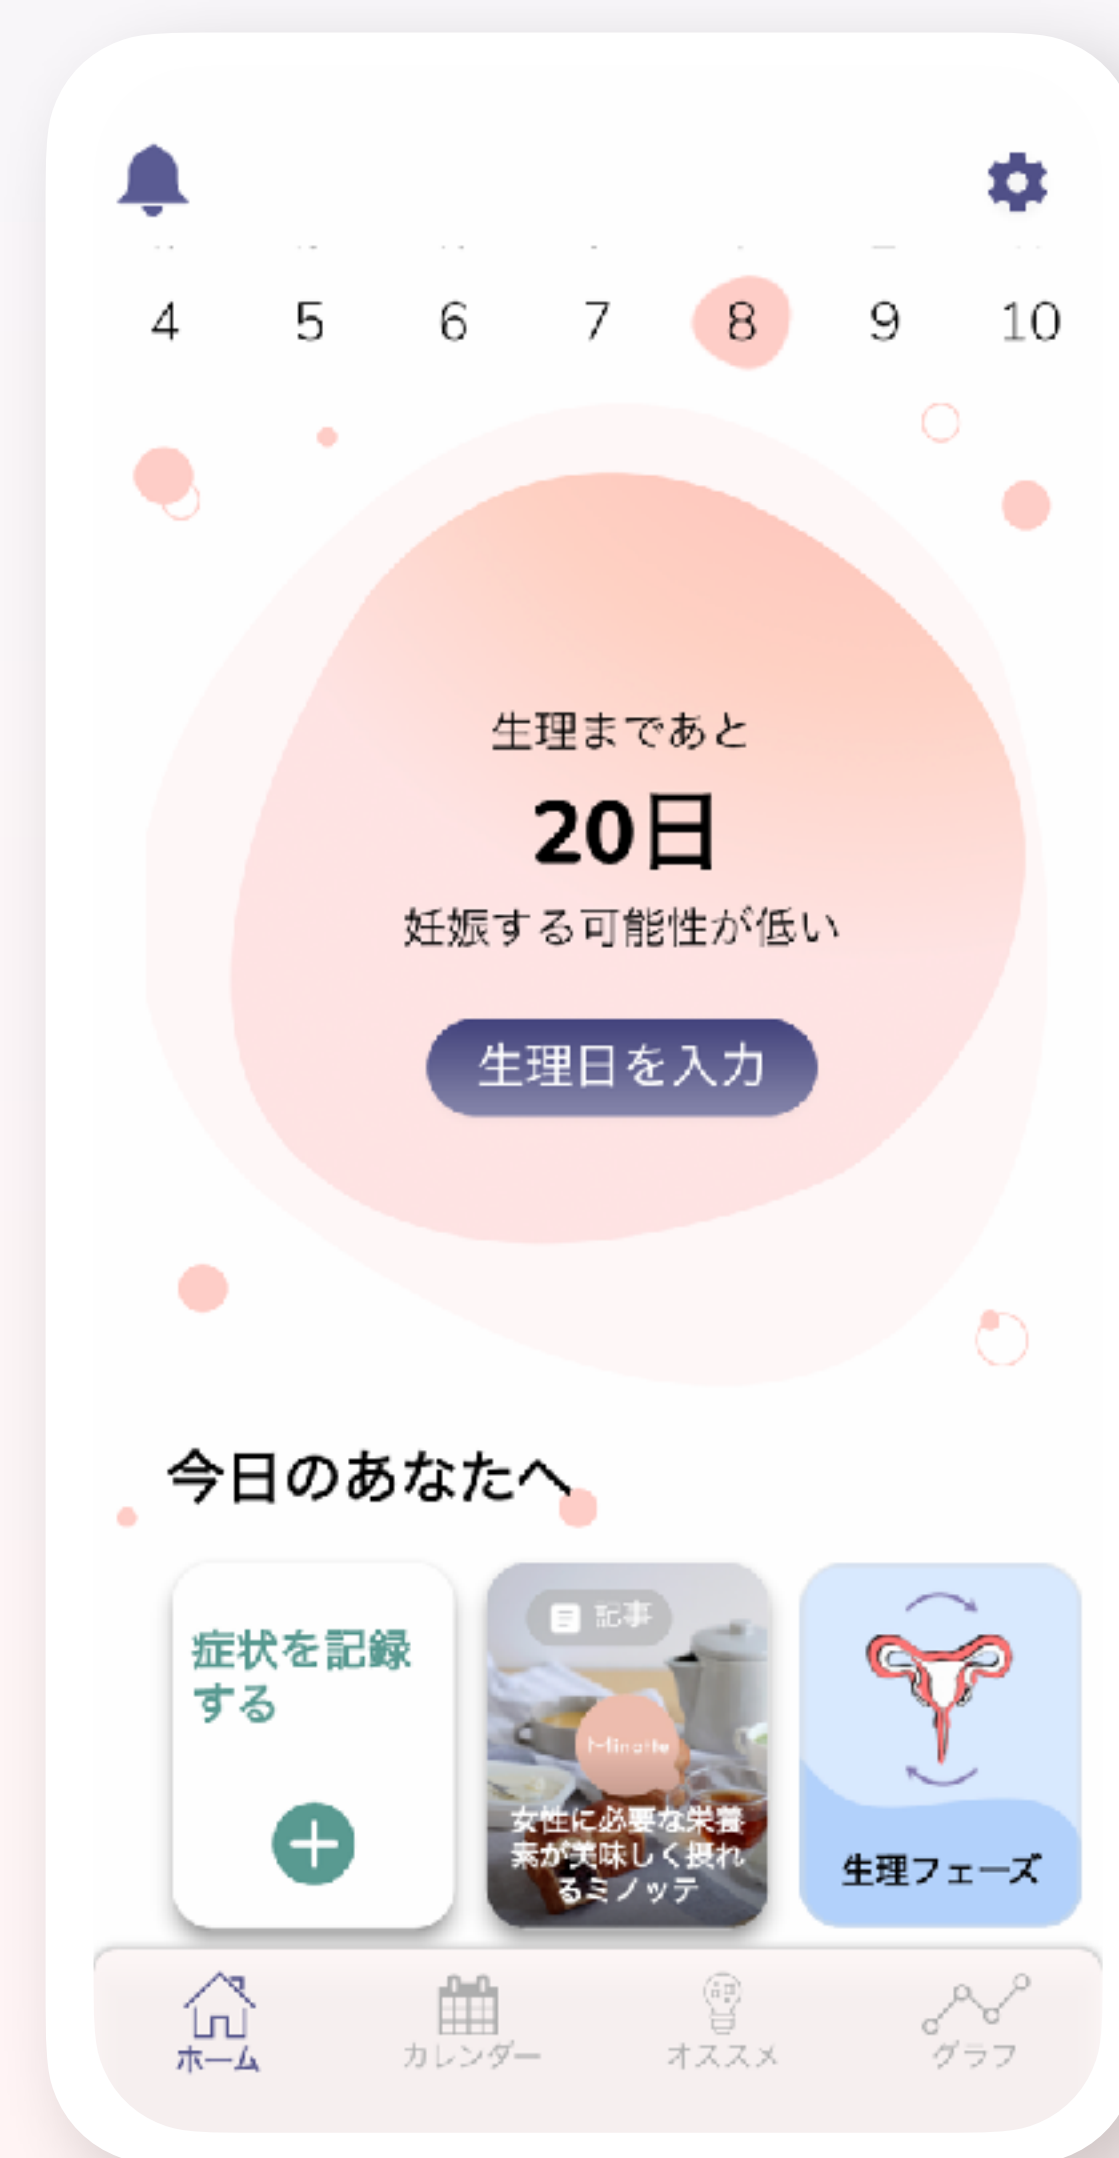 4 5 6 7 8 9 10
生理まであと
20日
妊娠する可能性が低い
生理日を入力
今日のあなたへ
症状を記録
する
記事
Minotte
女性に必要な栄養
素が美味しく摂れ
るミノッテ
生理フェーズ
ホーム カレンダー オススメ グラフ